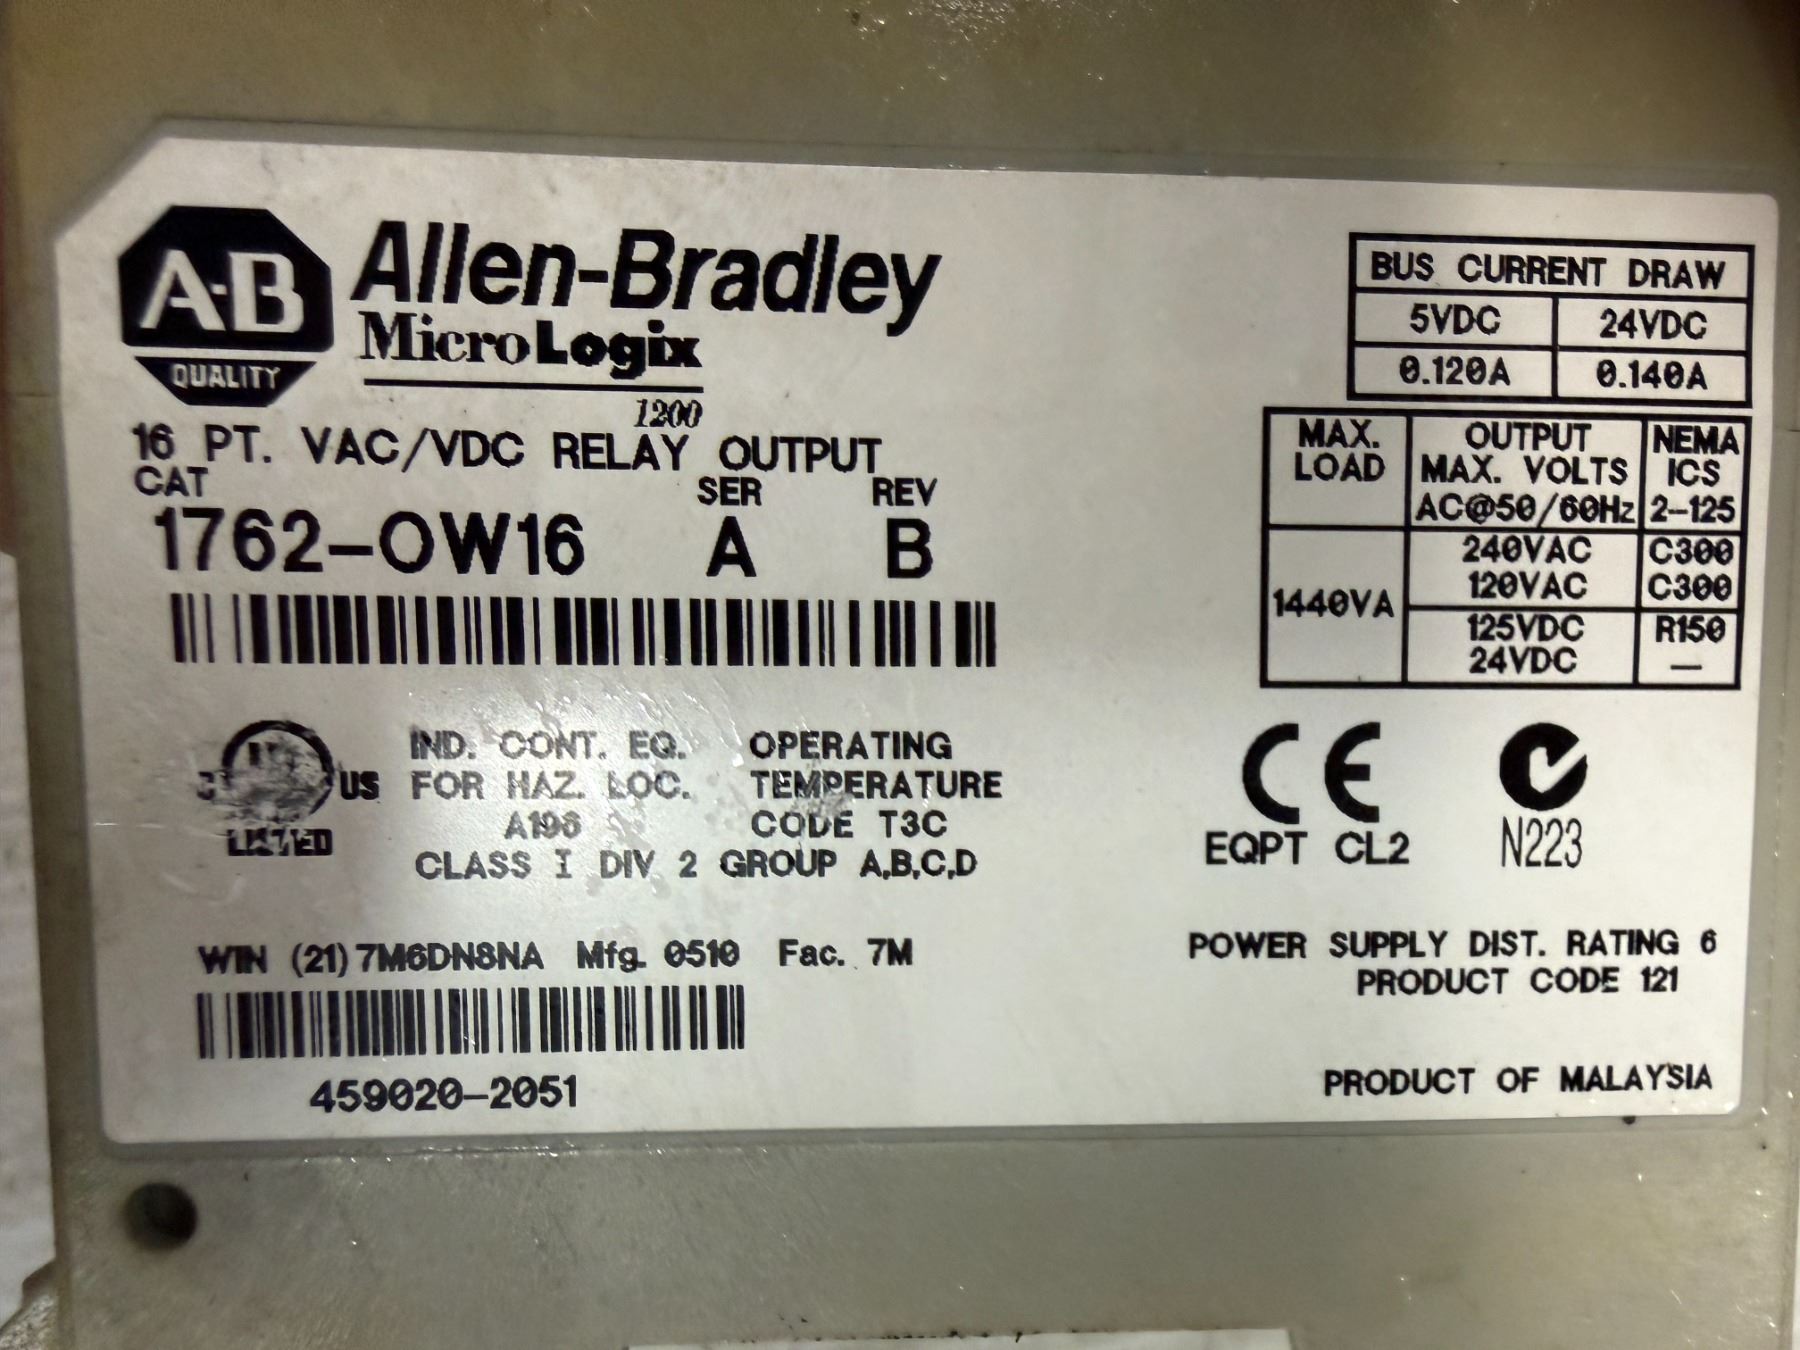 A-B
QUALITY
Allen-Bradley
MicroLogix
1200
16 PT. VAC/VDC RELAY OUTPUT
CAT SER REV
1762-OW16 A B
BUS CURRENT DRAW
5VDC 24VDC
0.120A 0.140A
MAX. LOAD OUTPUT MAX. VOLTS AC@50/60Hz NEMA ICS 2-125
1440VA
240VAC C300
120VAC C300
125VDC R150
24VDC —
US
LISTED
IND. CONT. EQ.
FOR HAZ. LOC.
A196
OPERATING
TEMPERATURE
CODE T3C
CLASS I DIV 2 GROUP A,B,C,D
CE
EQPT CL2
N223
WIN (21) 7M6DN8NA Mfg. 0510 Fac. 7M
459020-2051
POWER SUPPLY DIST. RATING 6
PRODUCT CODE 121
PRODUCT OF MALAYSIA